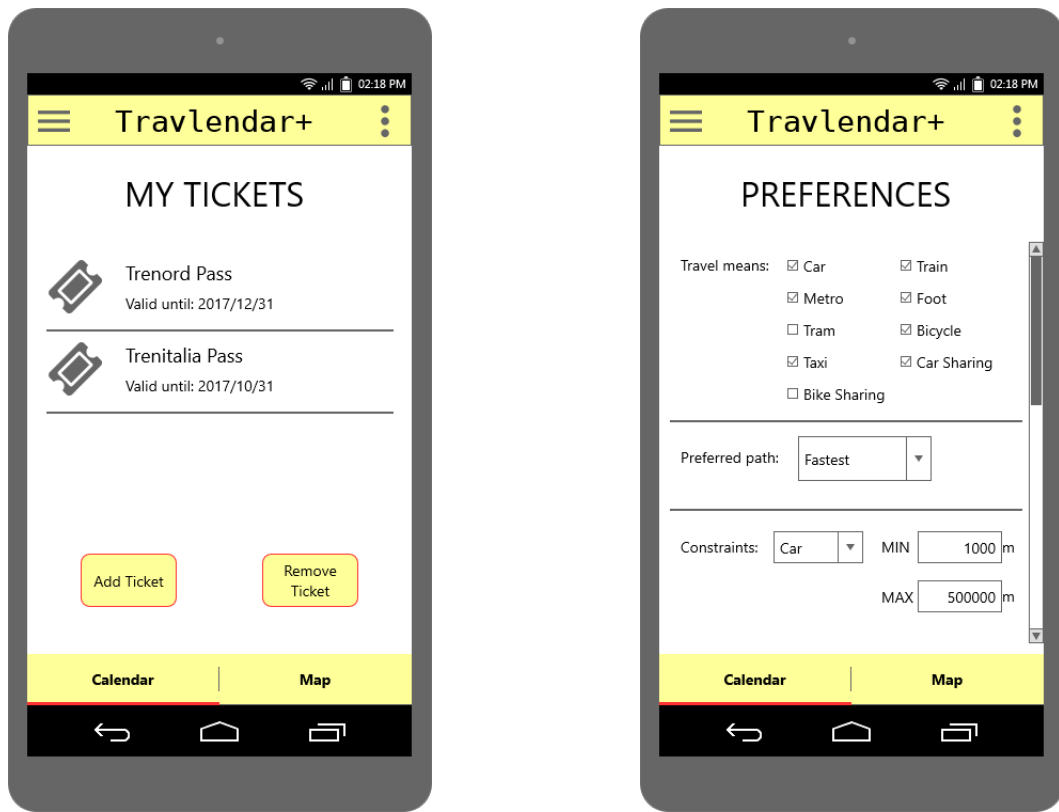 02:18 PM
Travlendar+
MY TICKETS
Trenord Pass
Valid until: 2017/12/31
Trenitalia Pass
Valid until: 2017/10/31
Add Ticket
Remove
Ticket
Calendar Map
02:18 PM
Travlendar+
PREFERENCES
Travel means: Car Train
Metro Foot
Tram Bicycle
Taxi Car Sharing
Bike Sharing
Preferred path: Fastest
Constraints: Car MIN 1000 m
MAX 500000 m
Calendar Map